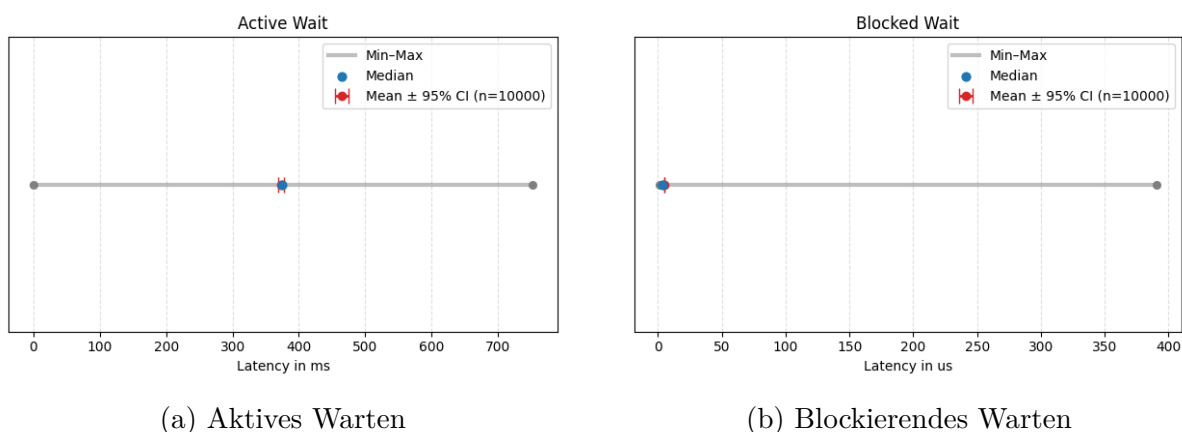 Active Wait
Min–Max
Median
Mean ± 95% CI (n=10000)
0 100 200 300 400 500 600 700
Latency in ms
(a) Aktives Warten
Blocked Wait
Min–Max
Median
Mean ± 95% CI (n=10000)
0 50 100 150 200 250 300 350 400
Latency in us
(b) Blockierendes Warten